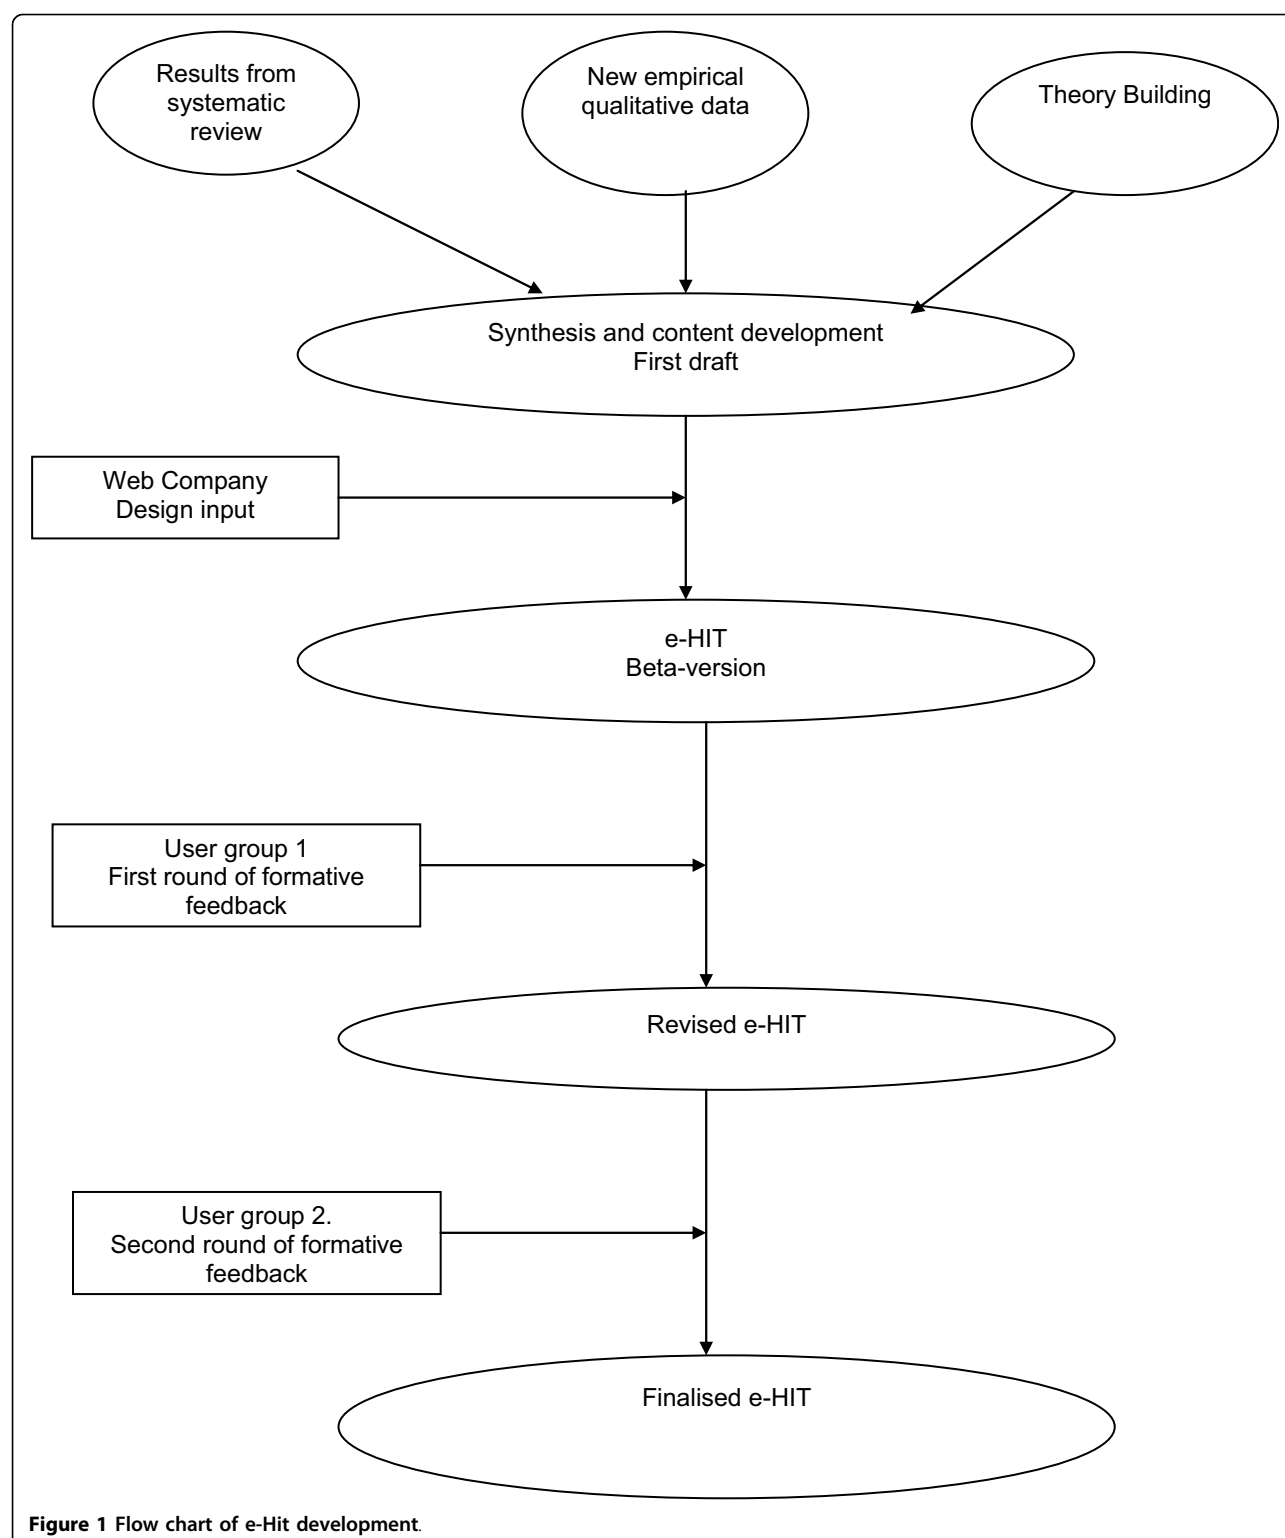 Results from
systematic
review
New empirical
qualitative data
Theory Building
Synthesis and content development
First draft
Web Company
Design input
e-HIT
Beta-version
User group 1
First round of formative
feedback
Revised e-HIT
User group 2.
Second round of formative
feedback
Finalised e-HIT
Figure 1 Flow chart of e-Hit development.